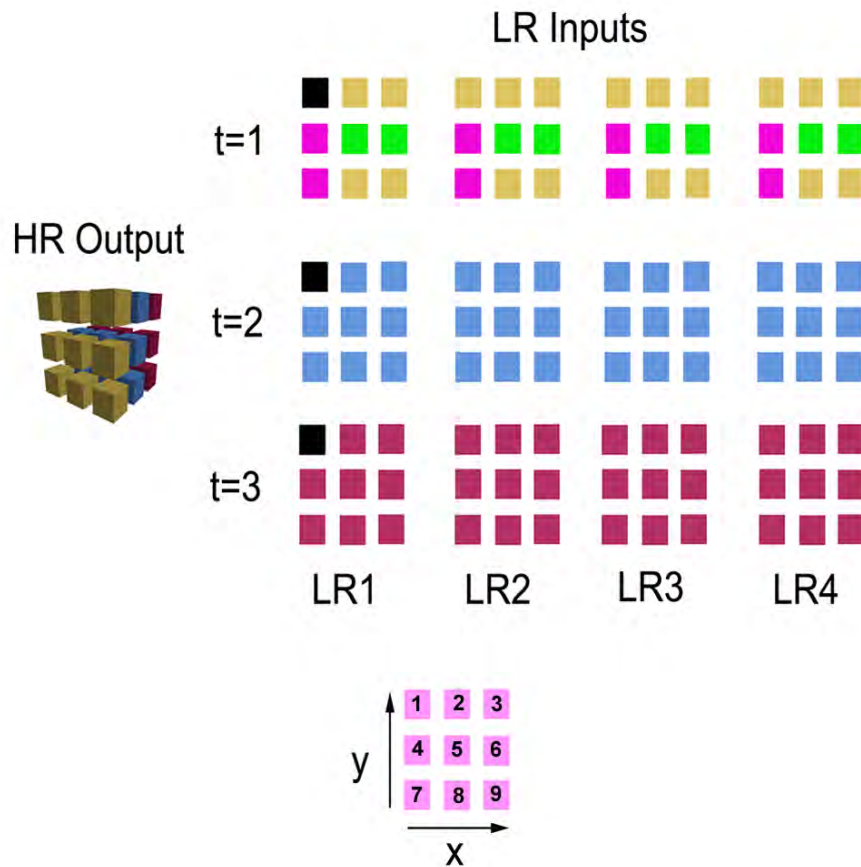 LR Inputs
t=1
HR Output
t=2
t=3
LR1 LR2 LR3 LR4
1 2 3
4 5 6
y
7 8 9
x